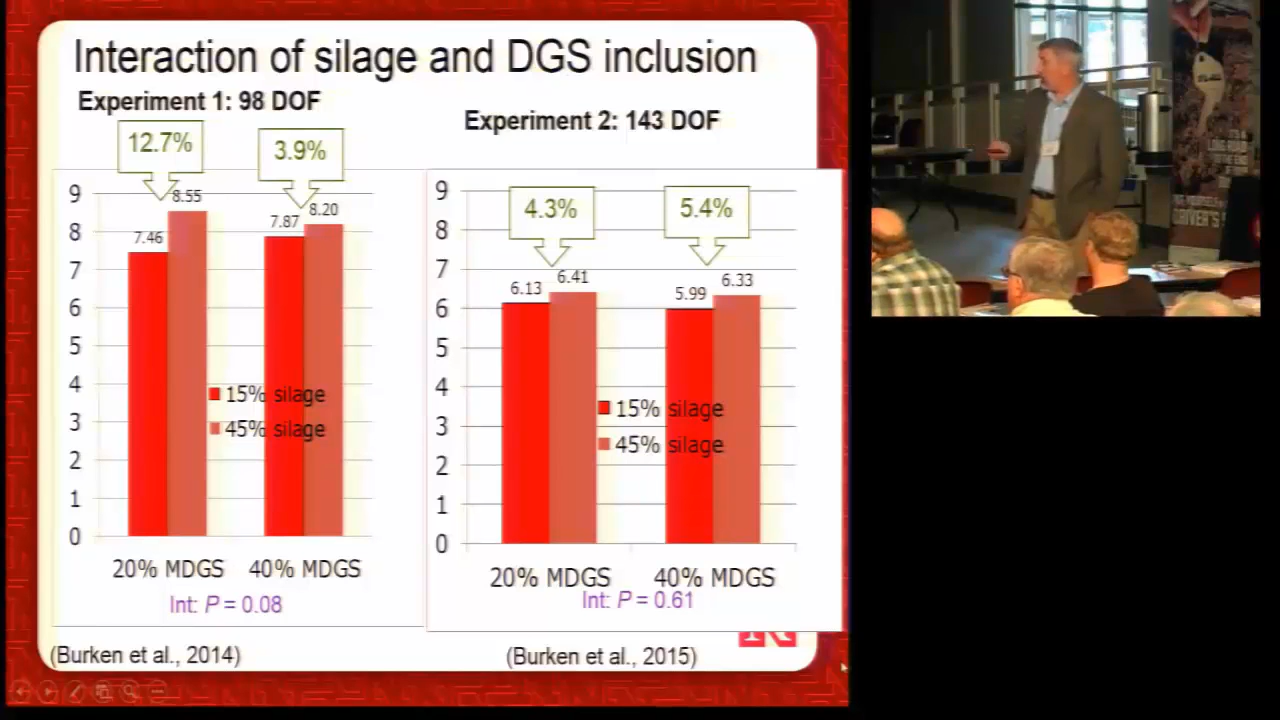 Interaction of silage and DGS inclusion
Experiment 1: 98 DOF
Experiment 2: 143 DOF
12.7%
3.9%
4.3%
5.4%
9
8
7
6
5
4
3
2
1
0
7.46
8.55
7.87
8.20
15% silage
45% silage
20% MDGS
40% MDGS
Int: P = 0.08
9
8
7
6
5
4
3
2
1
0
6.13
6.41
5.99
6.33
15% silage
45% silage
20% MDGS
40% MDGS
Int: P = 0.61
(Burken et al., 2014)
(Burken et al., 2015)
LONG ROAD
DRIVER'S